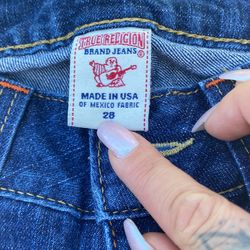 TRUE RELIGION
BRAND JEANS
MADE IN USA
OF MEXICO FABRIC
28